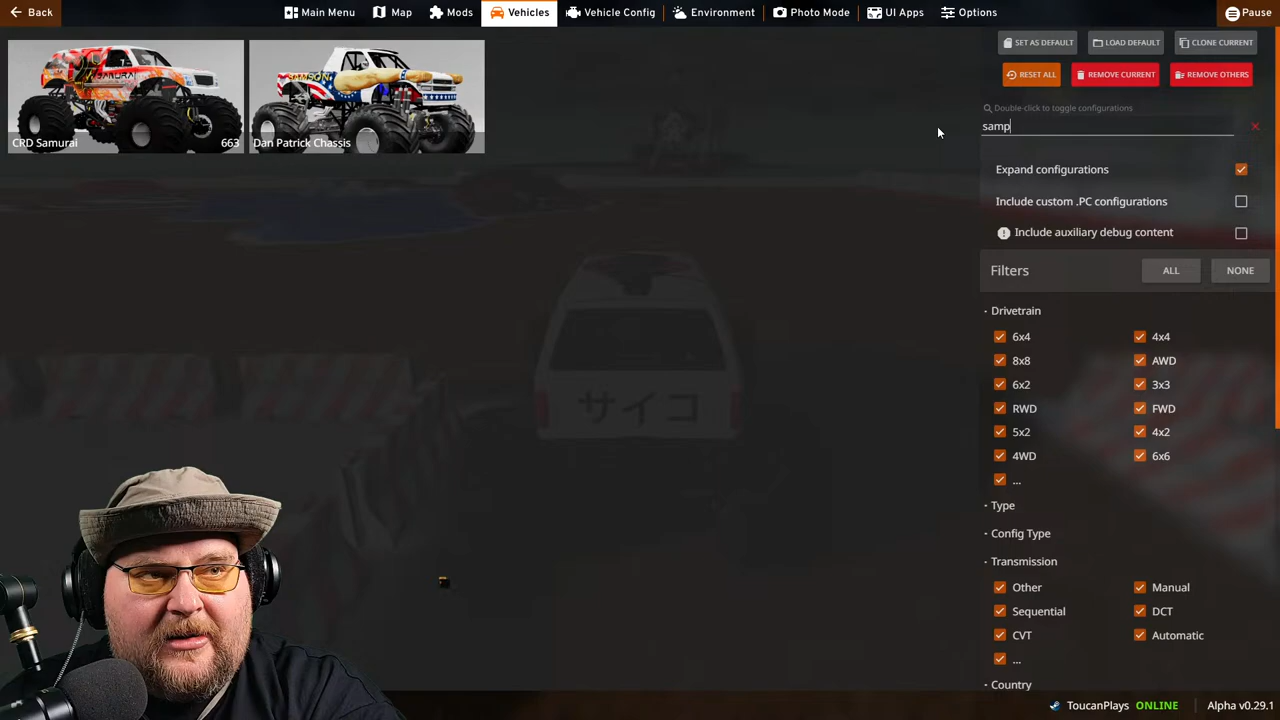 Back
Main Menu
Map
Mods
Vehicles
Vehicle Config
Environment
Photo Mode
UI Apps
Options
Pause
SET AS DEFAULT
LOAD DEFAULT
CLONE CURRENT
RESET ALL
REMOVE CURRENT
REMOVE OTHERS
Double-click to toggle configurations
samp
SAMURAI
SAMSON
CRD Samurai 663
Dan Patrick Chassis
Expand configurations
Include custom .PC configurations
Include auxiliary debug content
Filters ALL NONE
- Drivetrain
6x4 4x4
8x8 AWD
6x2 3x3
RWD FWD
5x2 4x2
4WD 6x6
...
- Type
- Config Type
- Transmission
Other Manual
Sequential DCT
CVT Automatic
...
- Country
サイコ
ToucanPlays ONLINE
Alpha v0.29.1